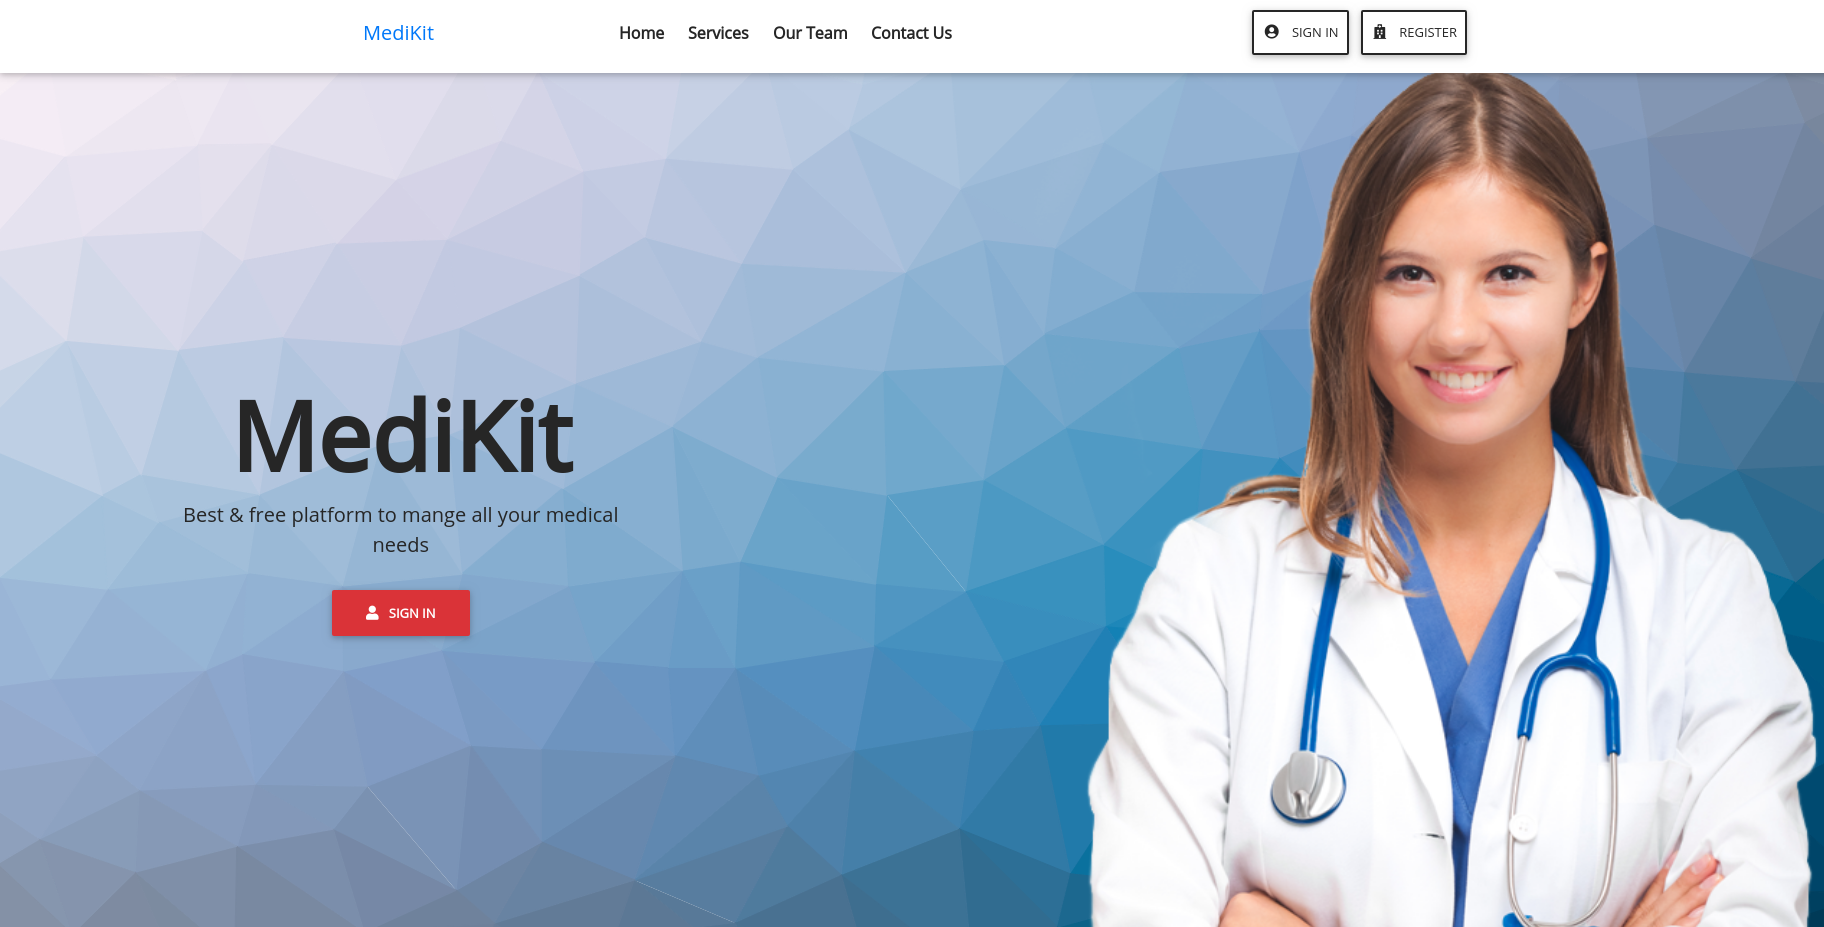 MediKit
Home Services Our Team Contact Us
SIGN IN REGISTER
MediKit
Best & free platform to mange all your medical
needs
SIGN IN